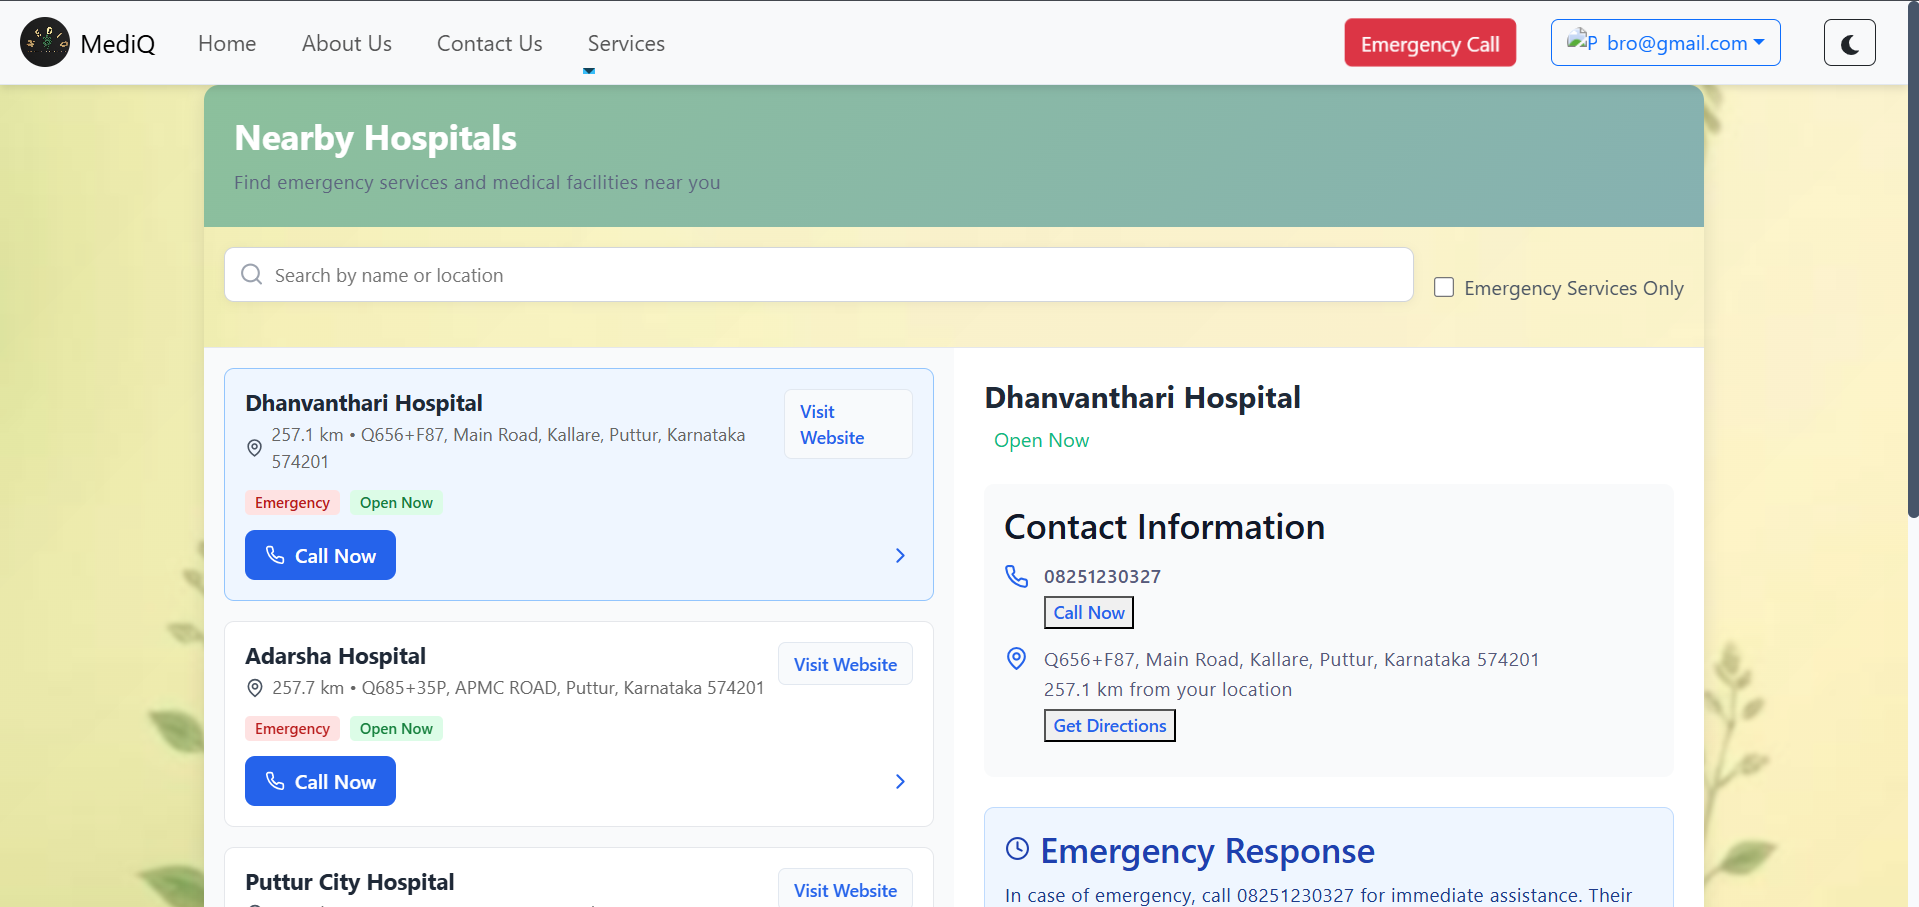 MediQ
Home
About Us
Contact Us
Services
Emergency Call
P bro@gmail.com
Nearby Hospitals
Find emergency services and medical facilities near you
Search by name or location
Emergency Services Only
Dhanvanthari Hospital
257.1 km • Q656+F87, Main Road, Kallare, Puttur, Karnataka
574201
Visit
Website
Emergency
Open Now
Call Now
Adarsha Hospital
257.7 km • Q685+35P, APMC ROAD, Puttur, Karnataka 574201
Visit Website
Emergency
Open Now
Call Now
Puttur City Hospital
Visit Website
Dhanvanthari Hospital
Open Now
Contact Information
08251230327
Call Now
Q656+F87, Main Road, Kallare, Puttur, Karnataka 574201
257.1 km from your location
Get Directions
Emergency Response
In case of emergency, call 08251230327 for immediate assistance. Their